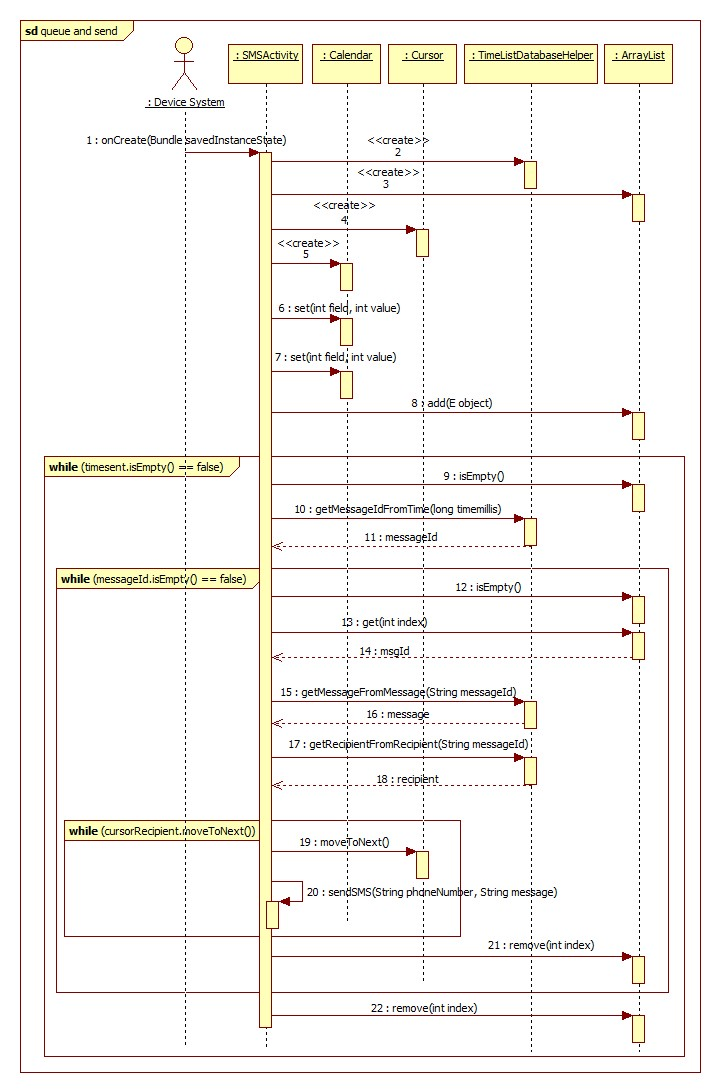 sd queue and send
: SMSActivity
: Calendar
: Cursor
: TimeListDatabaseHelper
: ArrayList
: Device System
1 : onCreate(Bundle savedInstanceState)
<<create>>
2
<<create>>
3
<<create>>
4
<<create>>
5
6 : set(int field, int value)
7 : set(int field, int value)
8 : add(E object)
while (timesent.isEmpty() == false)
9 : isEmpty()
10 : getMessageIdFromTime(long timemillis)
11 : messageId
while (messageId.isEmpty() == false)
12 : isEmpty()
13 : get(int index)
14 : msgId
15 : getMessageFromMessage(String messageId)
16 : message
17 : getRecipientFromRecipient(String messageId)
18 : recipient
while (cursorRecipient.moveToNext())
19 : moveToNext()
20 : sendSMS(String phoneNumber, String message)
21 : remove(int index)
22 : remove(int index)